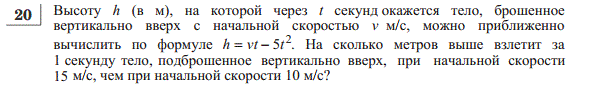 20 Высоту h (в м), на которой через t секунд окажется тело, брошенное
вертикально вверх с начальной скоростью v м/с, можно приближенно
вычислить по формуле h = vt – 5t². На сколько метров выше взлетит за
1 секунду тело, подброшенное вертикально вверх, при начальной скорости
15 м/с, чем при начальной скорости 10 м/с?